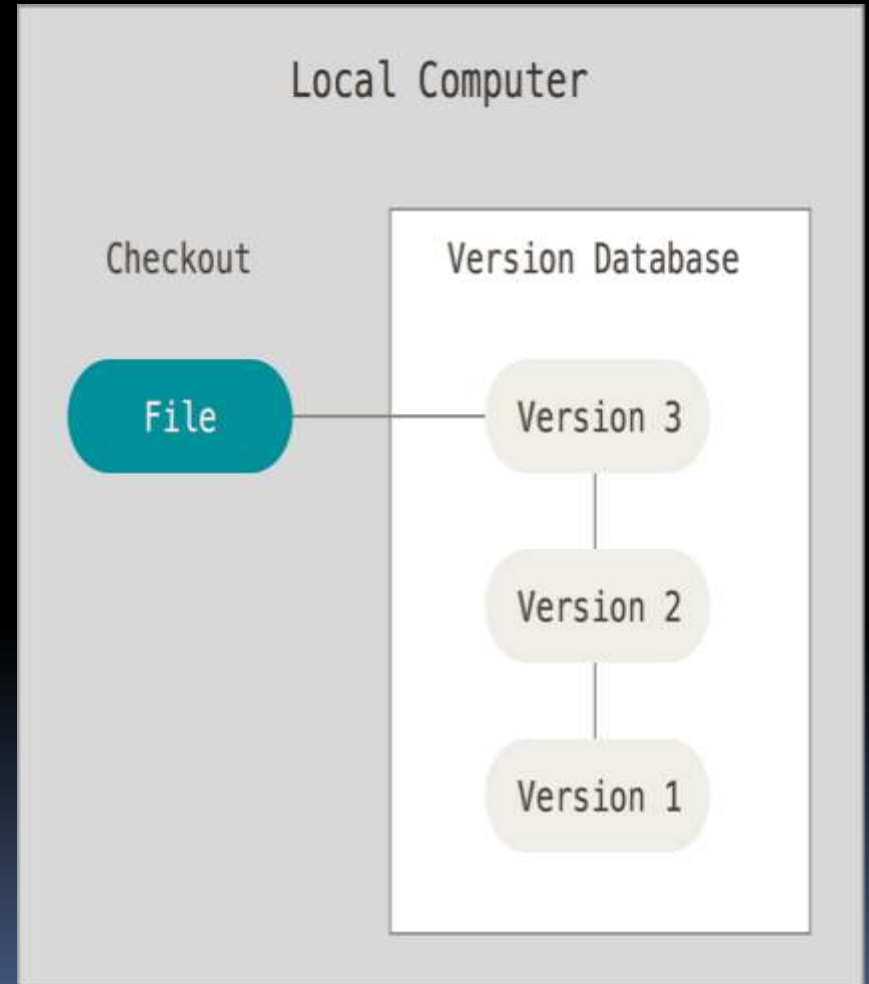 Local Computer
Checkout
Version Database
File
Version 3
Version 2
Version 1